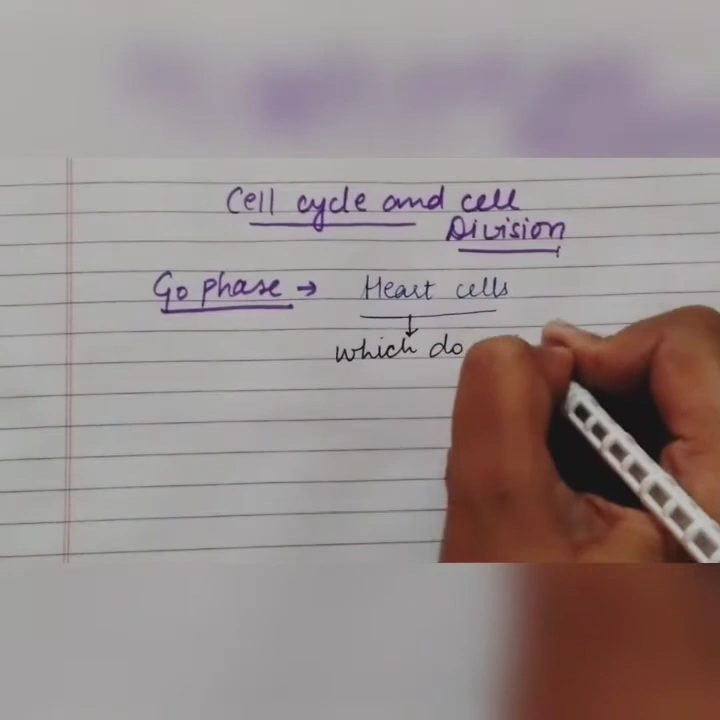 Cell cycle and cell
Division
Go phase → Heart cells
↓
which do